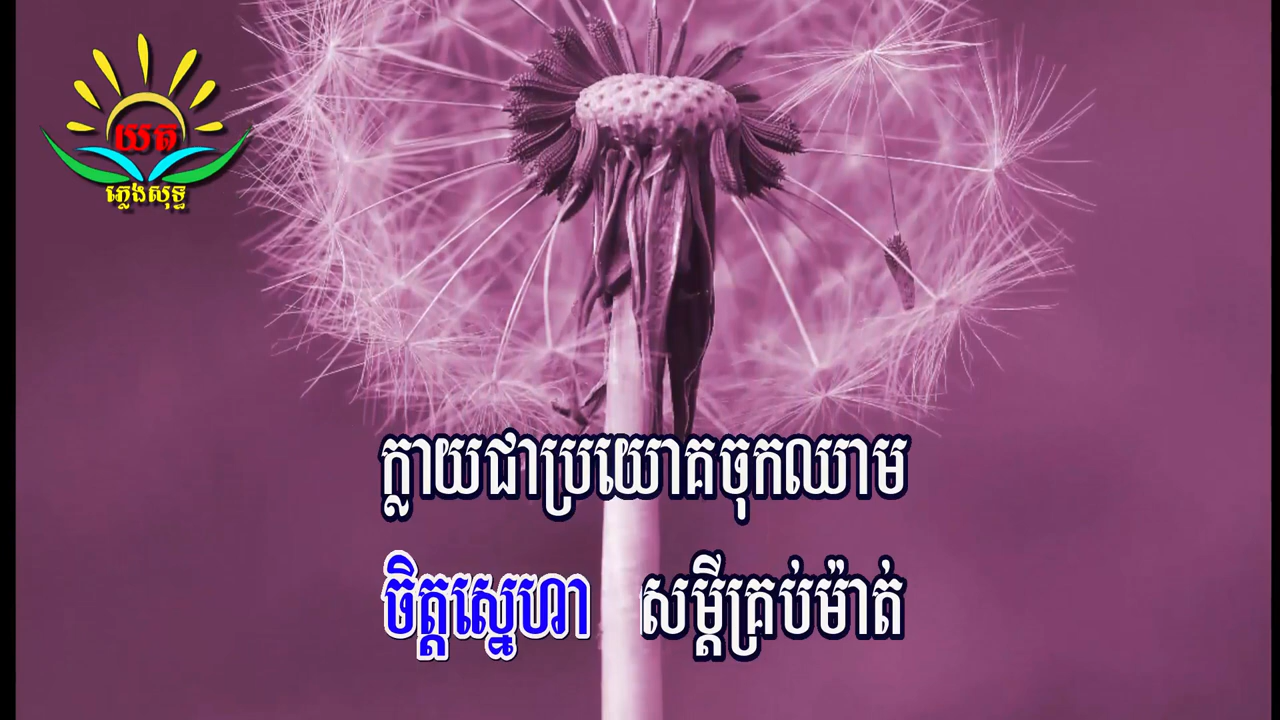 យត
ភ្លេងសុទ្ធ
ក្លាយជាប្រយោគចុកឈាម
ចិត្តស្នេហា សម្ដីគ្រប់ម៉ាត់